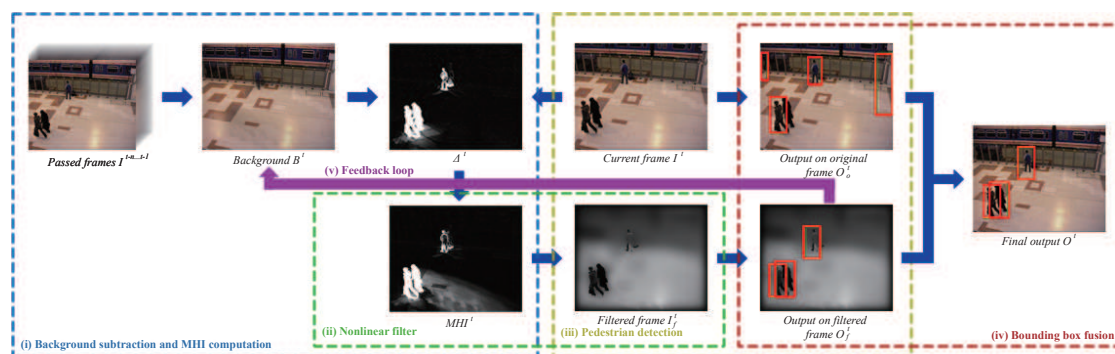 Passed frames I^{t-n...t-1}
Background B^t
Δ^t
Current frame I^t
Output on original
frame O_o^t
(v) Feedback loop
Final output O^t
MHI^t
Filtered frame I_f^t
Output on filtered
frame O_f^t
(ii) Nonlinear filter
(iii) Pedestrian detection
(iv) Bounding box fusion
(i) Background subtraction and MHI computation